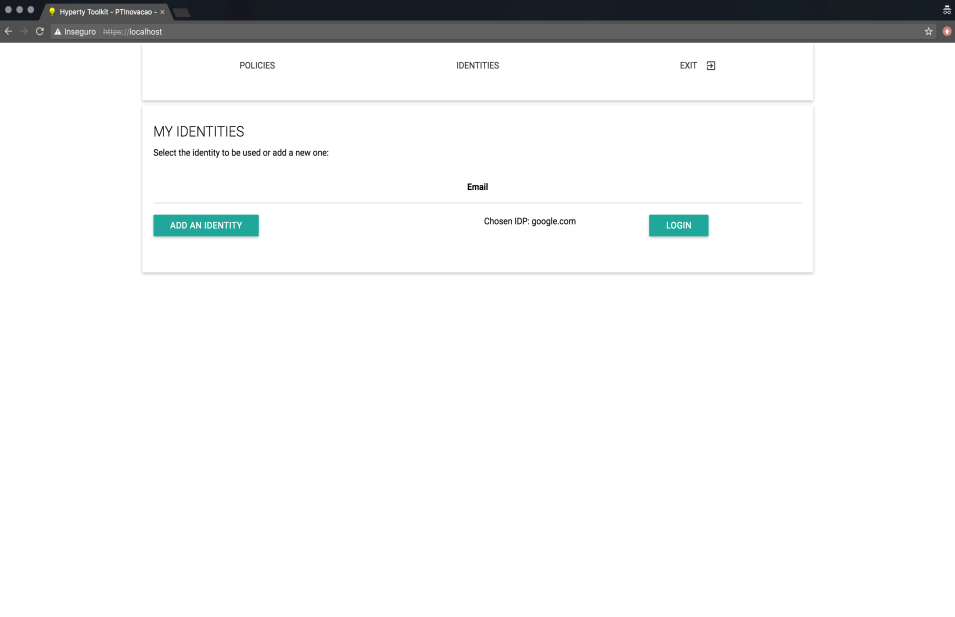 Hyperty Toolkit - PTInovacao -
Inseguro https://localhost
POLICIES IDENTITIES EXIT
MY IDENTITIES
Select the identity to be used or add a new one:
Email
ADD AN IDENTITY Chosen IDP: google.com LOGIN